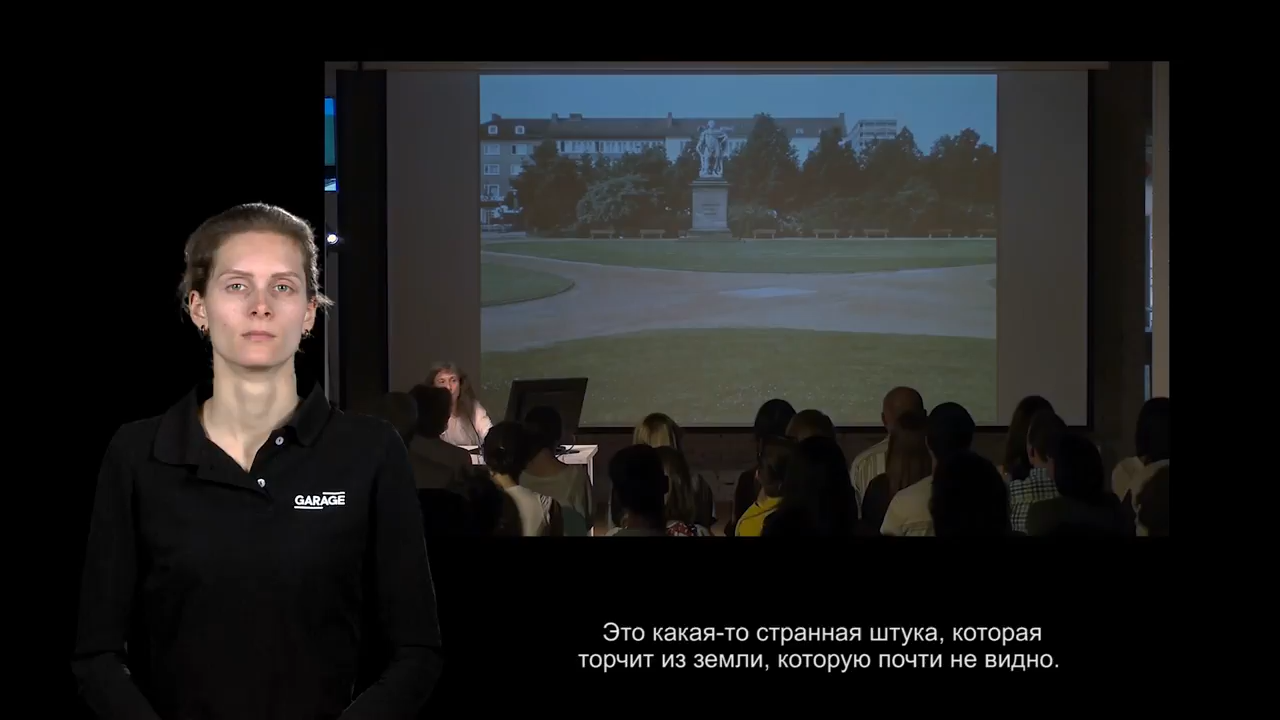 GARAGE
Это какая-то странная штука, которая
торчит из земли, которую почти не видно.